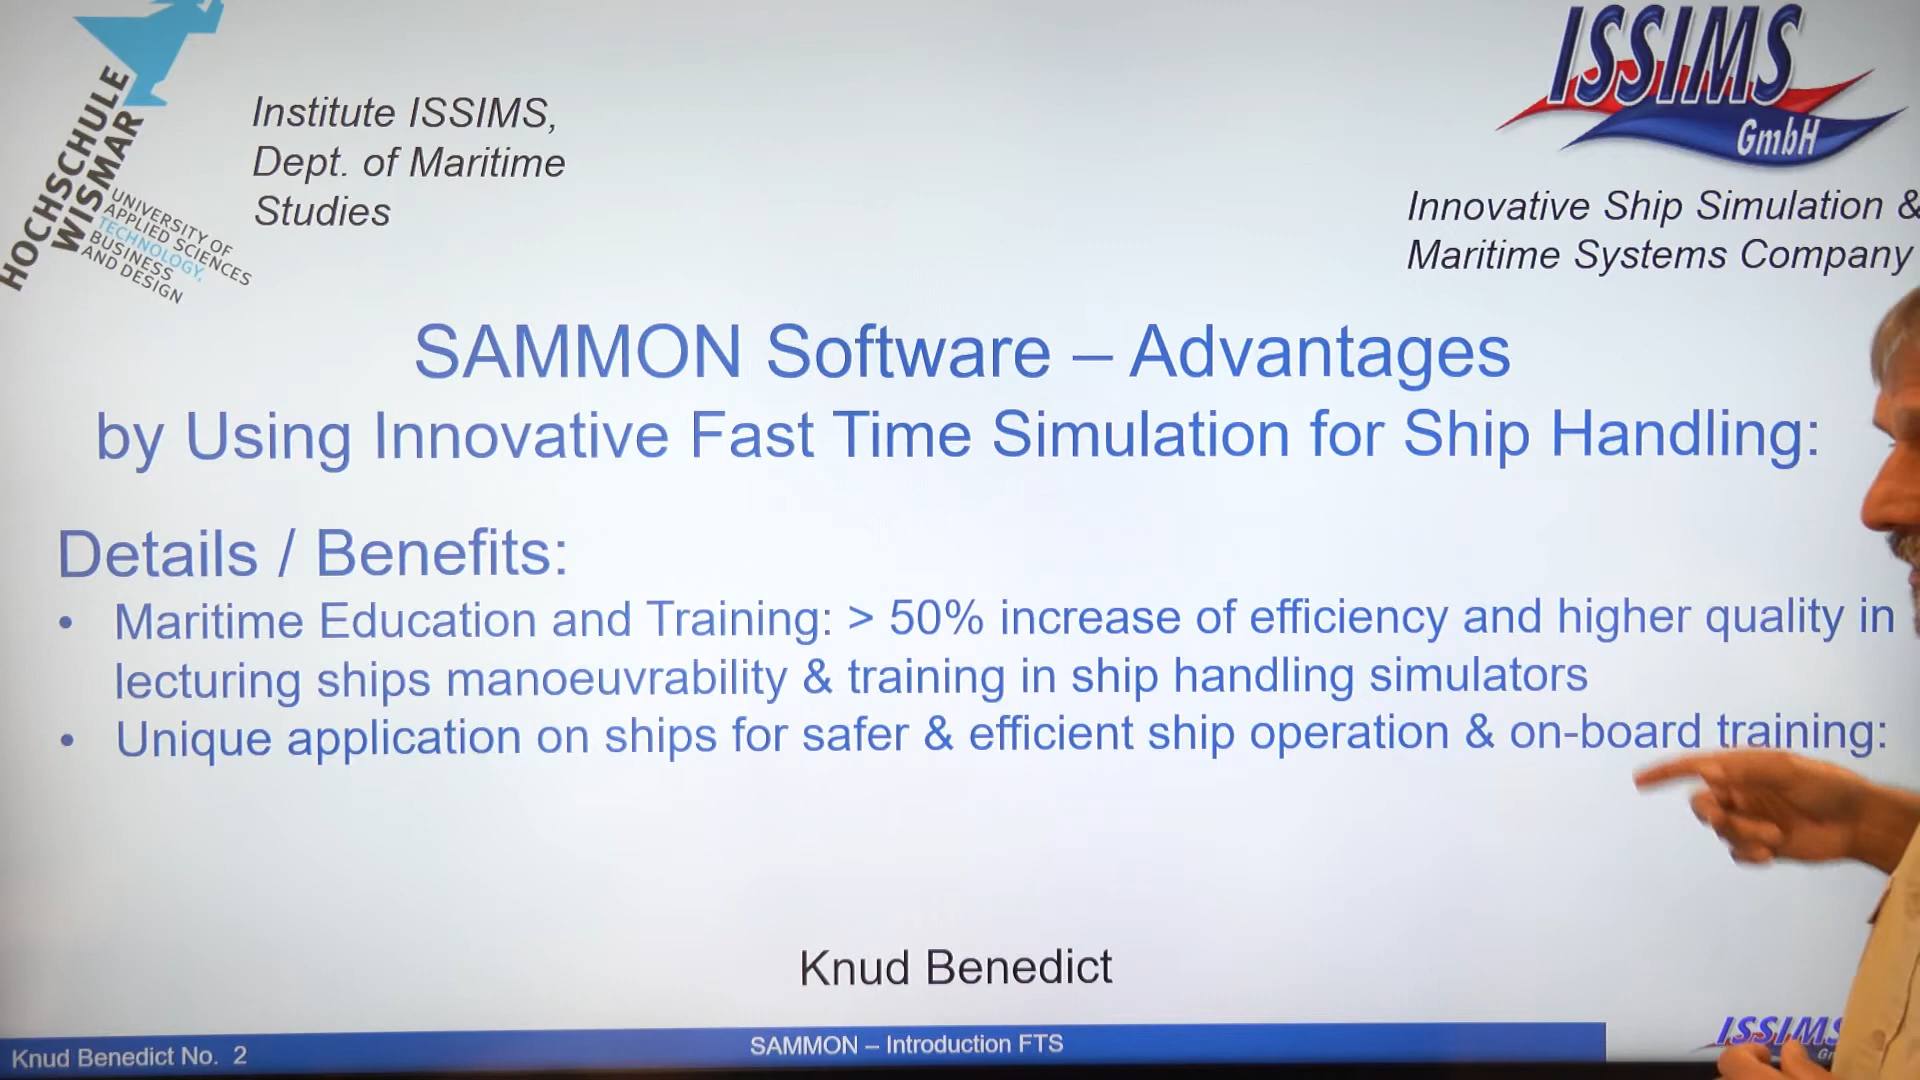 HOCHSCHULE
WISMAR
UNIVERSITY OF
APPLIED SCIENCES
TECHNOLOGY,
BUSINESS
AND DESIGN
Institute ISSIMS,
Dept. of Maritime
Studies
ISSIMS
GmbH
Innovative Ship Simulation &
Maritime Systems Company
SAMMON Software – Advantages
by Using Innovative Fast Time Simulation for Ship Handling:
Details / Benefits:
• Maritime Education and Training: > 50% increase of efficiency and higher quality in
lecturing ships manoeuvrability & training in ship handling simulators
• Unique application on ships for safer & efficient ship operation & on-board training:
Knud Benedict
Knud Benedict No. 2
SAMMON – Introduction FTS
ISSIMS